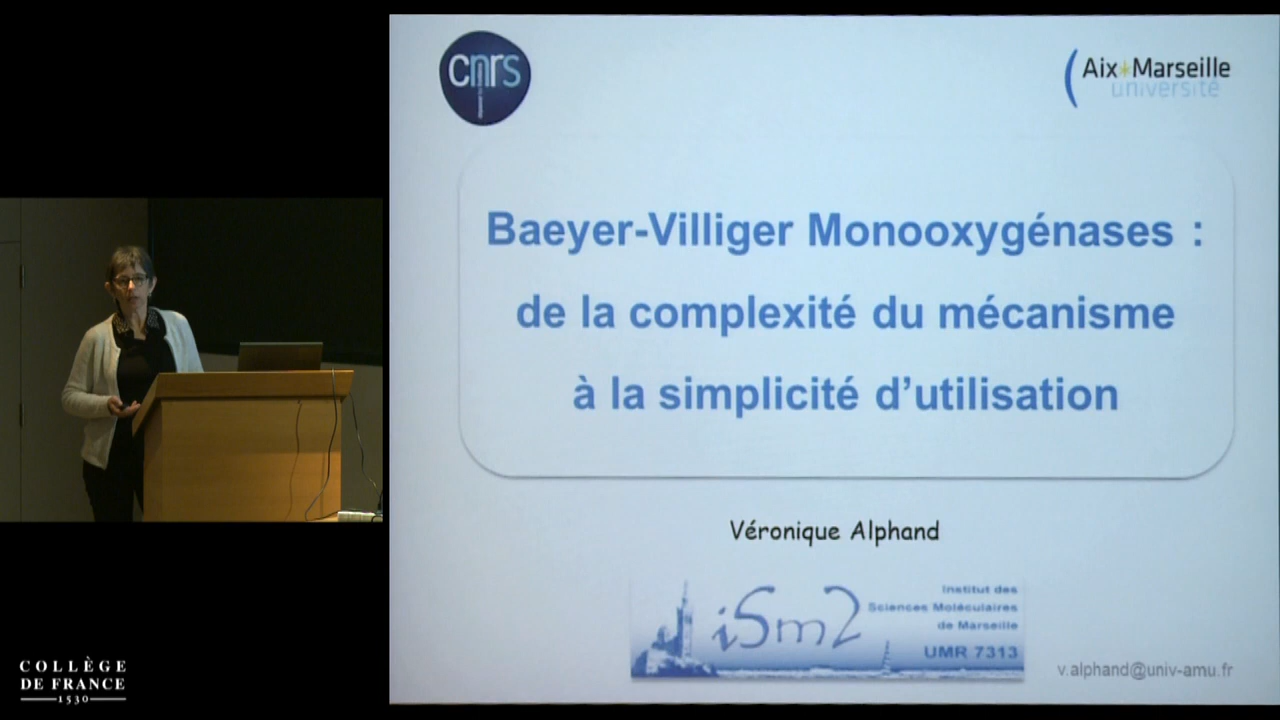 cnrs
Aix*Marseille
université
Baeyer-Villiger Monooxygénases :
de la complexité du mécanisme
à la simplicité d’utilisation
Véronique Alphand
iSm2
Institut des
Sciences Moléculaires
de Marseille
UMR 7313
v.alphand@univ-amu.fr
COLLÈGE
DE FRANCE
1530